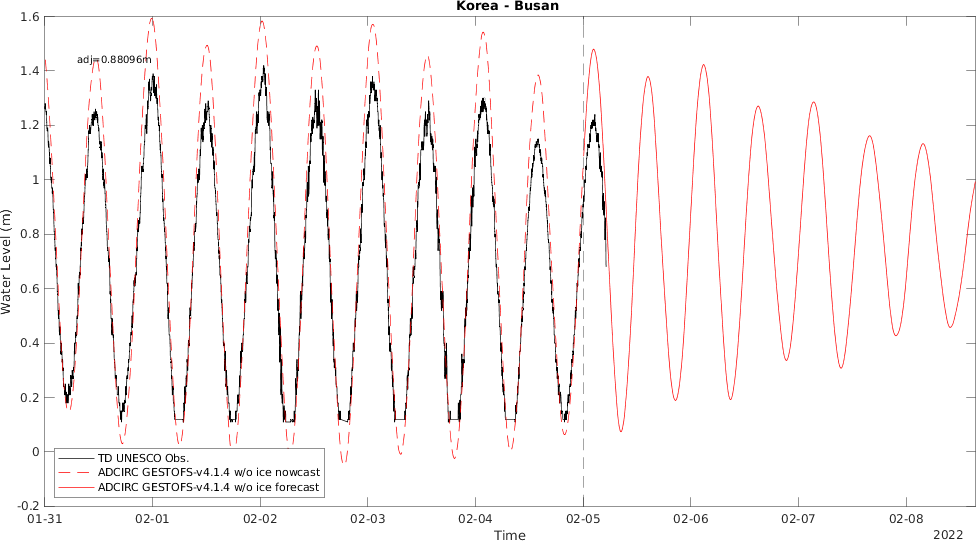 Korea - Busan
1.6
1.4
1.2
1
0.8
0.6
0.4
0.2
0
-0.2
Water Level (m)
adj=0.88096m
TD UNESCO Obs.
ADCIRC GESTOFS-v4.1.4 w/o ice nowcast
ADCIRC GESTOFS-v4.1.4 w/o ice forecast
01-31 02-01 02-02 02-03 02-04 02-05 02-06 02-07 02-08
Time
2022